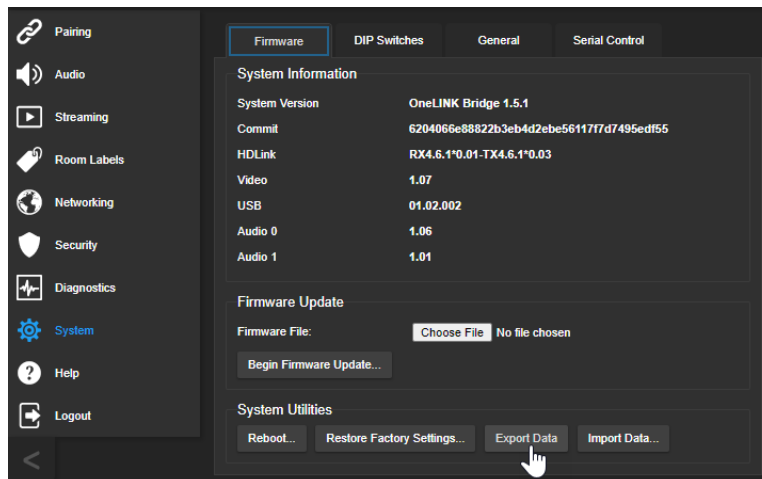 Pairing
Audio
Streaming
Room Labels
Networking
Security
Diagnostics
System
Help
Logout
Firmware DIP Switches General Serial Control
System Information
System Version OneLINK Bridge 1.5.1
Commit 6204066e88822b3eb4d2ebe56117f7d7495edf55
HDLink RX4.6.1*0.01-TX4.6.1*0.03
Video 1.07
USB 01.02.002
Audio 0 1.06
Audio 1 1.01
Firmware Update
Firmware File: Choose File No file chosen
Begin Firmware Update...
System Utilities
Reboot... Restore Factory Settings... Export Data Import Data...